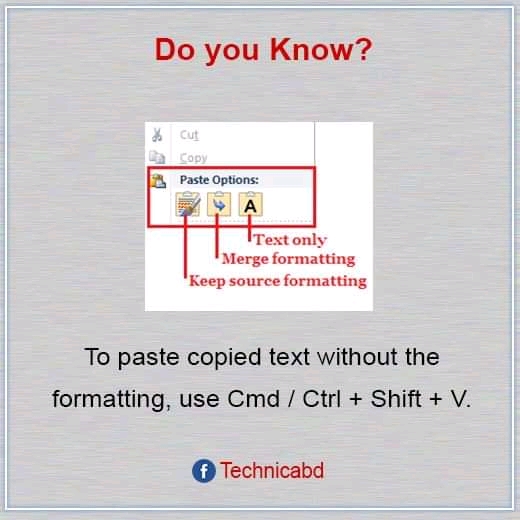 Do you Know?
Cut
Copy
Paste Options:
A
Text only
Merge formatting
Keep source formatting
To paste copied text without the
formatting, use Cmd / Ctrl + Shift + V.
f Technicabd